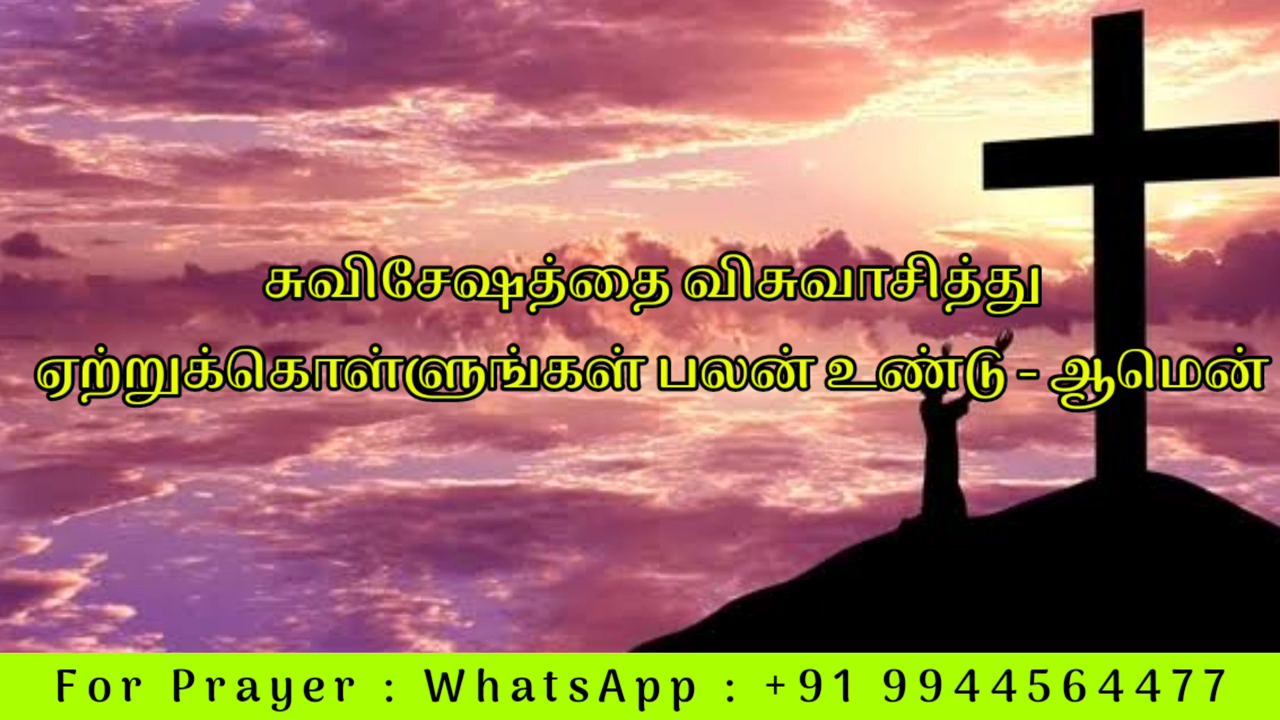 சுவிசேஷத்தை விசுவாசித்து
ஏற்றுக்கொள்ளுங்கள் பலன் உண்டு - ஆமென்
For Prayer : WhatsApp : +91 9944564477